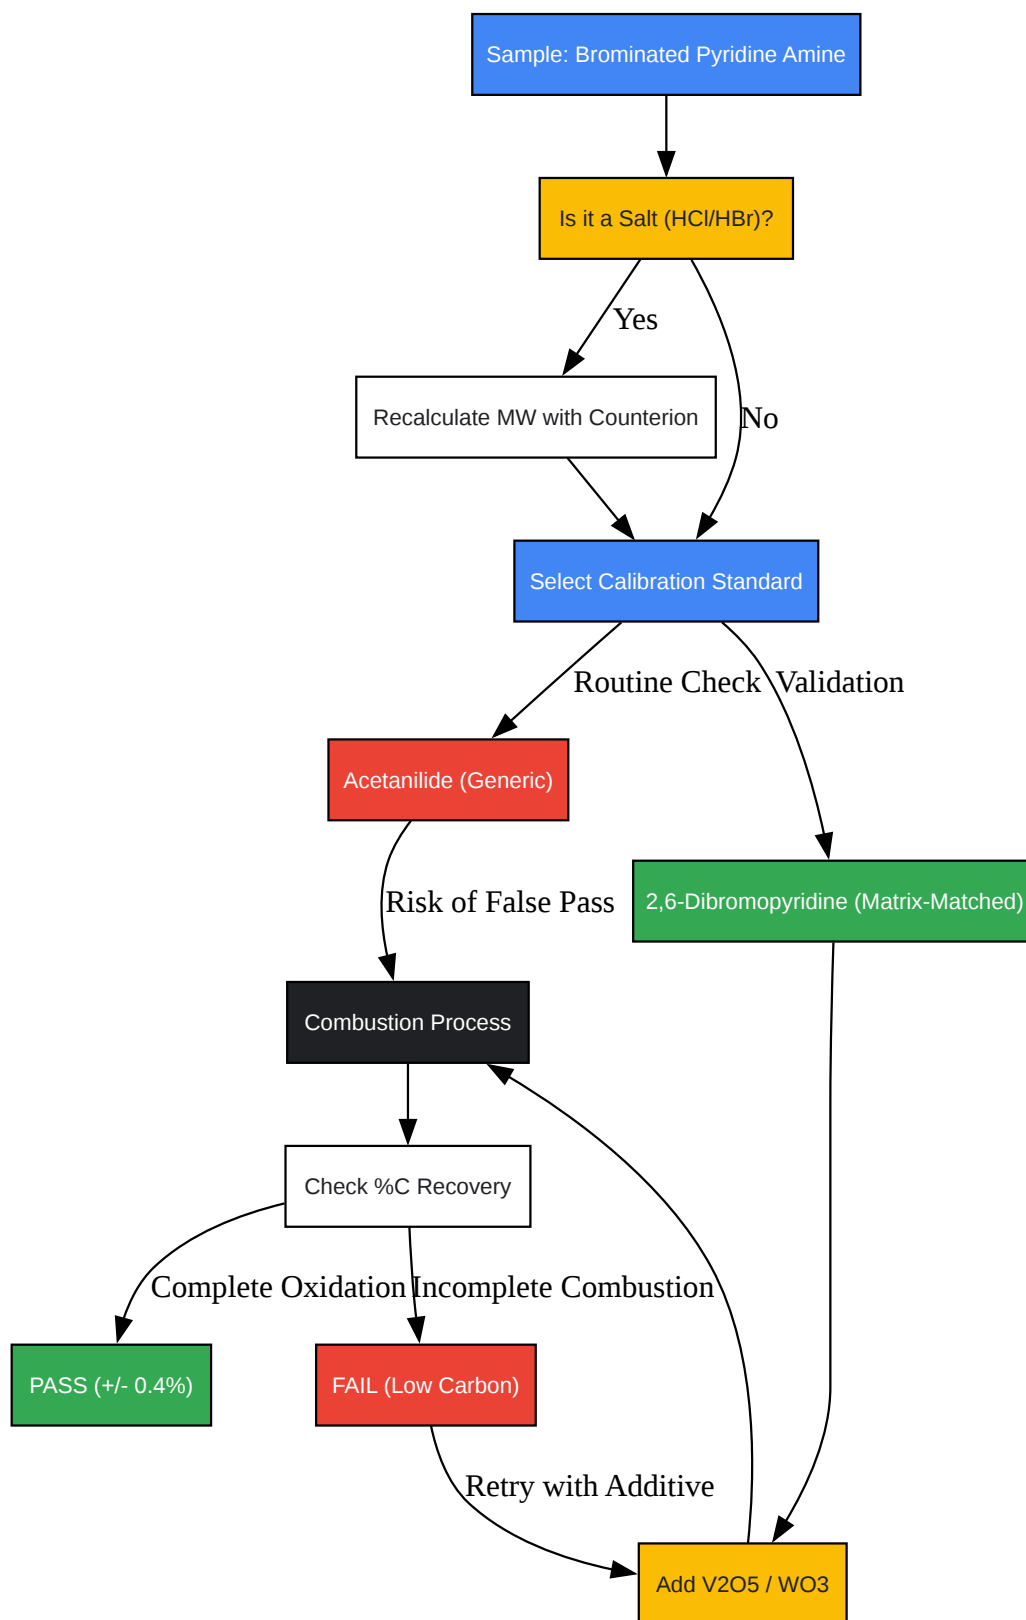 Sample: Brominated Pyridine Amine
Is it a Salt (HCl/HBr)?
Yes
Recalculate MW with Counterion
No
Select Calibration Standard
Routine Check
Validation
Acetanilide (Generic)
Risk of False Pass
2,6-Dibromopyridine (Matrix-Matched)
Combustion Process
Check %C Recovery
Complete Oxidation
Incomplete Combustion
PASS (+/- 0.4%)
FAIL (Low Carbon)
Retry with Additive
Add V2O5 / WO3